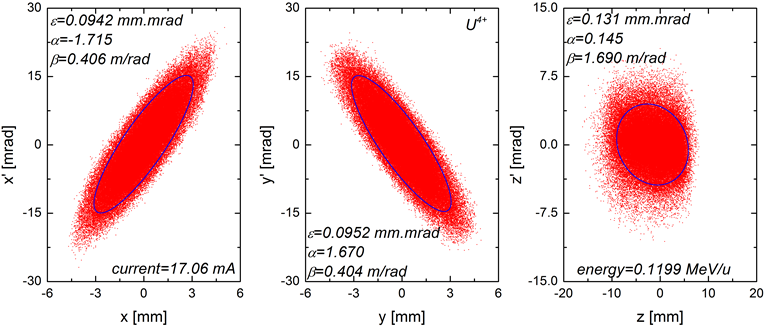 ε=0.0942 mm.mrad
α=-1.715
β=0.406 m/rad
30
15
0
-15
-30
x' [mrad]
current=17.06 mA
-6 -3 0 3 6
x [mm]
U4+
30
15
0
-15
-30
y' [mrad]
ε=0.0952 mm.mrad
α=1.670
β=0.404 m/rad
-6 -3 0 3 6
y [mm]
ε=0.131 mm.mrad
α=0.145
β=1.690 m/rad
15.0
7.5
0.0
-7.5
-15.0
z' [mrad]
energy=0.1199 MeV/u
-20 -10 0 10 20
z [mm]